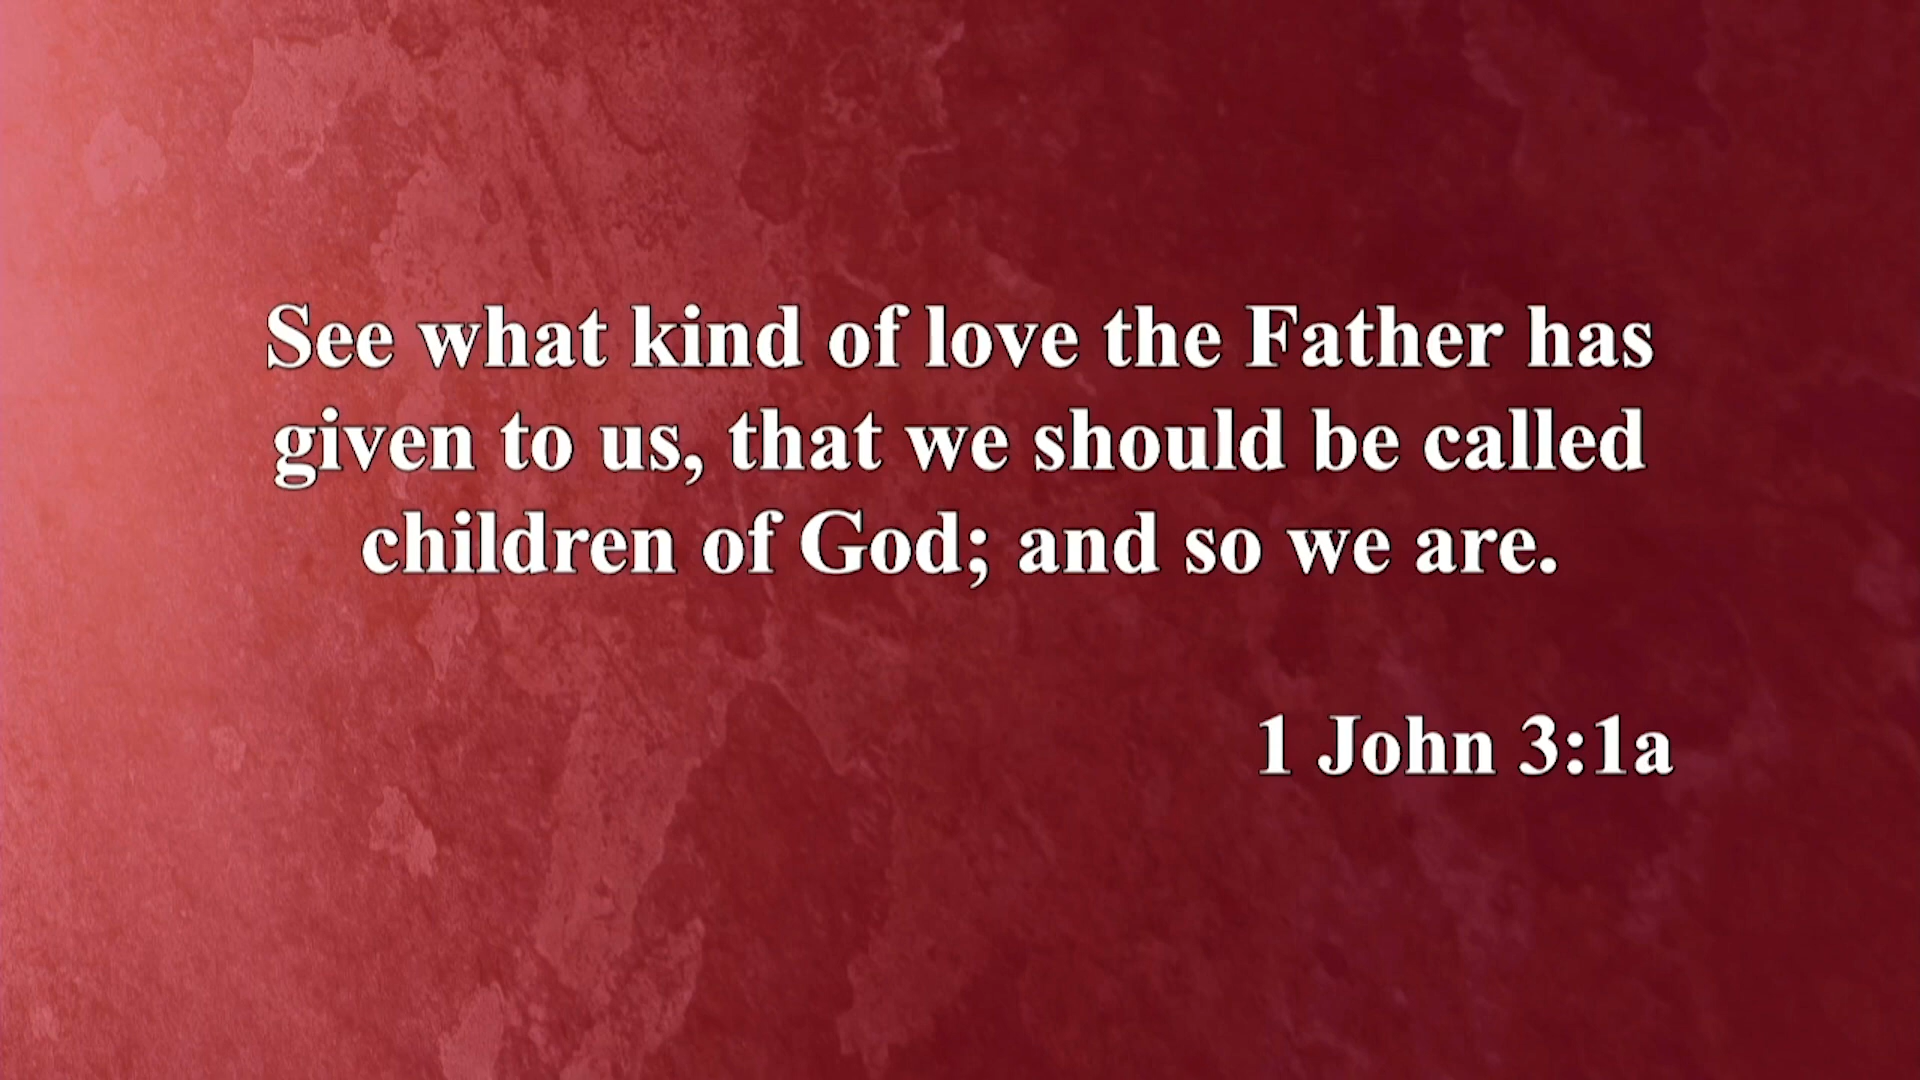 See what kind of love the Father has
given to us, that we should be called
children of God; and so we are.
1 John 3:1a